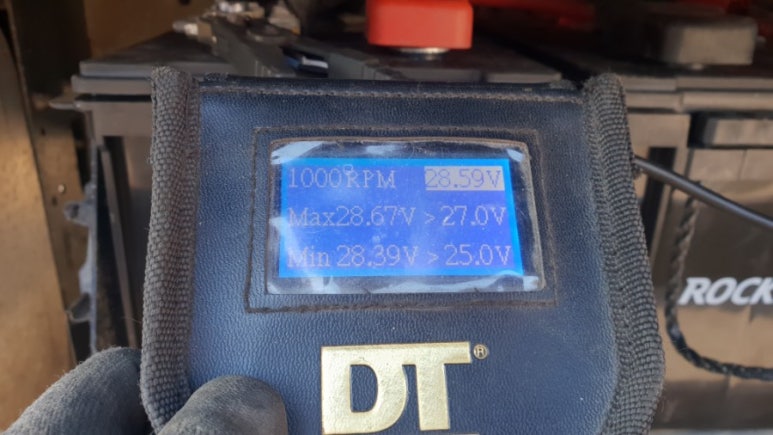 1000RPM 28.59V
Max28.67V > 27.0V
Min 28.39V > 25.0V
DT®
ROCK